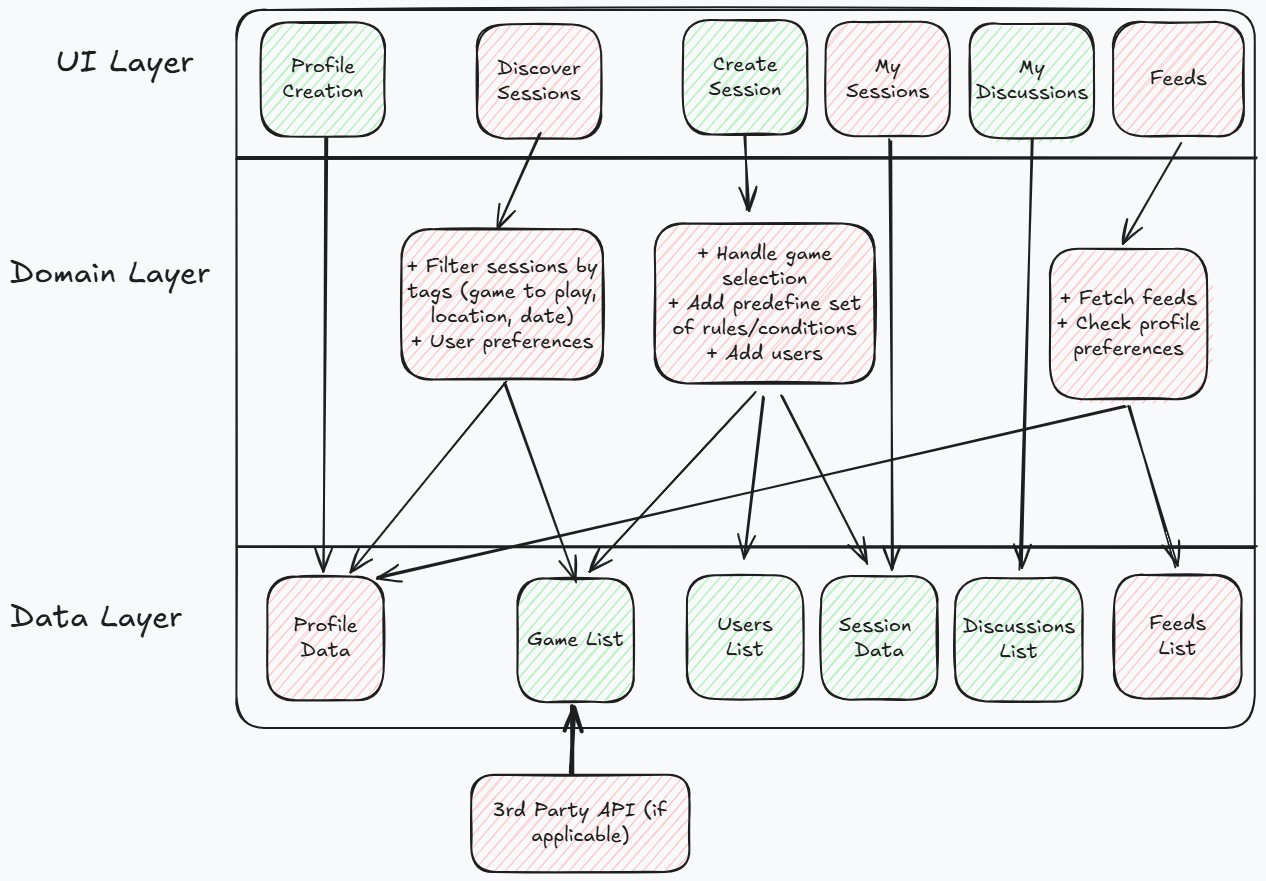 UI Layer
Profile
Creation
Discover
Sessions
Create
Session
My
Sessions
My
Discussions
Feeds
Domain Layer
+ Filter sessions by
tags (game to play,
location, date)
+ User preferences
+ Handle game
selection
+ Add predefine set
of rules/conditions
+ Add users
+ Fetch feeds
+ Check profile
preferences
Data Layer
Profile
Data
Game List
Users
List
Session
Data
Discussions
List
Feeds
List
3rd Party API (if
applicable)